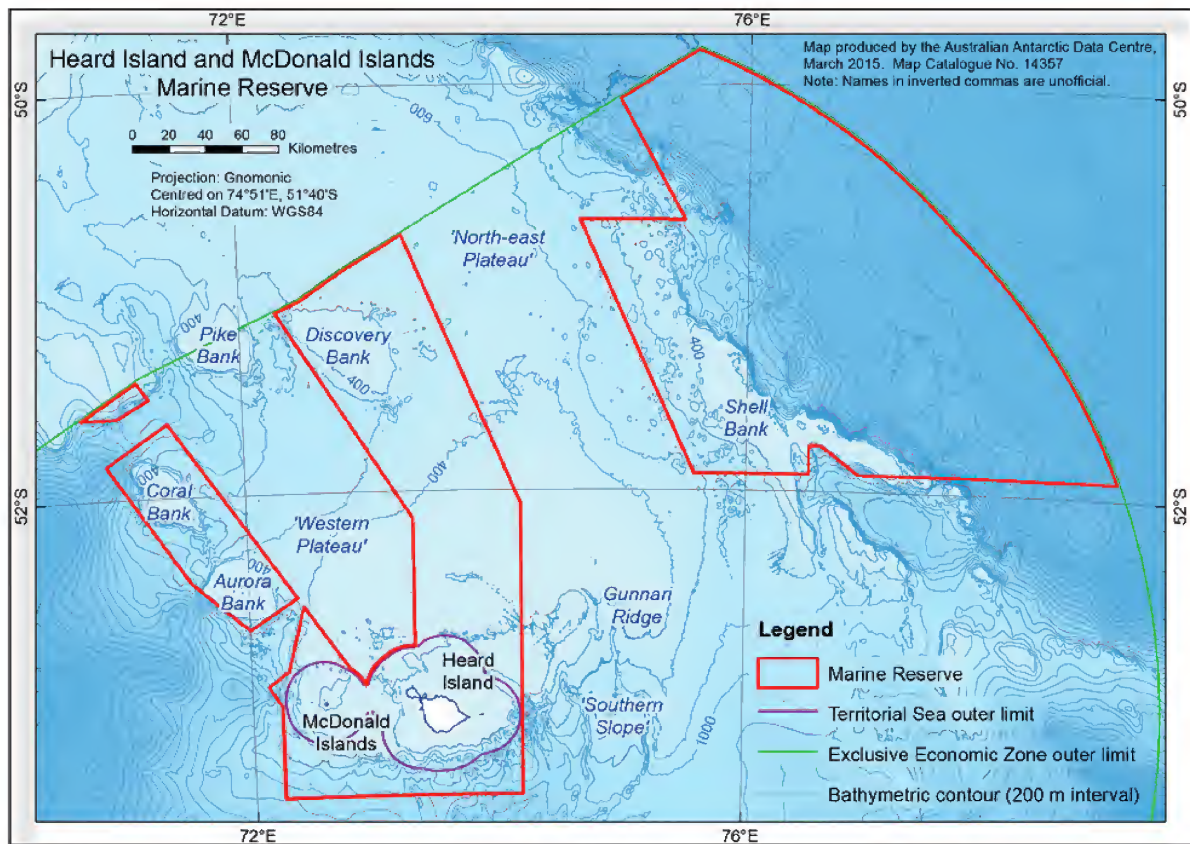 72°E
76°E
Heard Island and McDonald Islands
Marine Reserve
Map produced by the Australian Antarctic Data Centre,
March 2015. Map Catalogue No. 14357
Note: Names in inverted commas are unofficial.
50°S
50°S
0 20 40 60 80
Kilometres
Projection: Gnomonic
Centred on 74°51'E, 51°40'S
Horizontal Datum: WGS84
600
'North-east
Plateau'
400
Pike
Bank
Discovery
Bank
400
400
Shell
Bank
400
400
Coral
Bank
52°S
52°S
'Western
Plateau'
400
Aurora
Bank
Gunnari
Ridge
Heard
Island
McDonald
Islands
'Southern
Slope'
1000
Legend
Marine Reserve
Territorial Sea outer limit
Exclusive Economic Zone outer limit
Bathymetric contour (200 m interval)
72°E
76°E